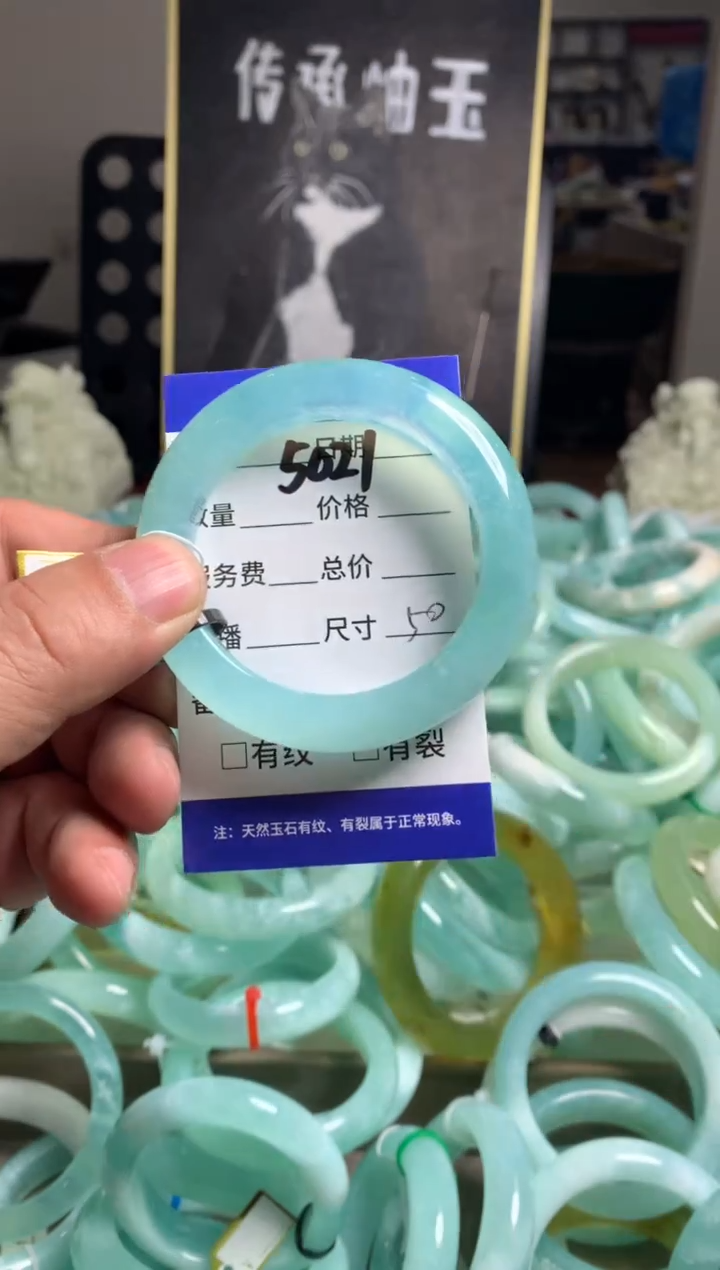 传承岫玉
日期
5021
数量 价格
服务费 总价
播 尺寸 50
备
□有纹 □有裂
注：天然玉石有纹、有裂属于正常现象。